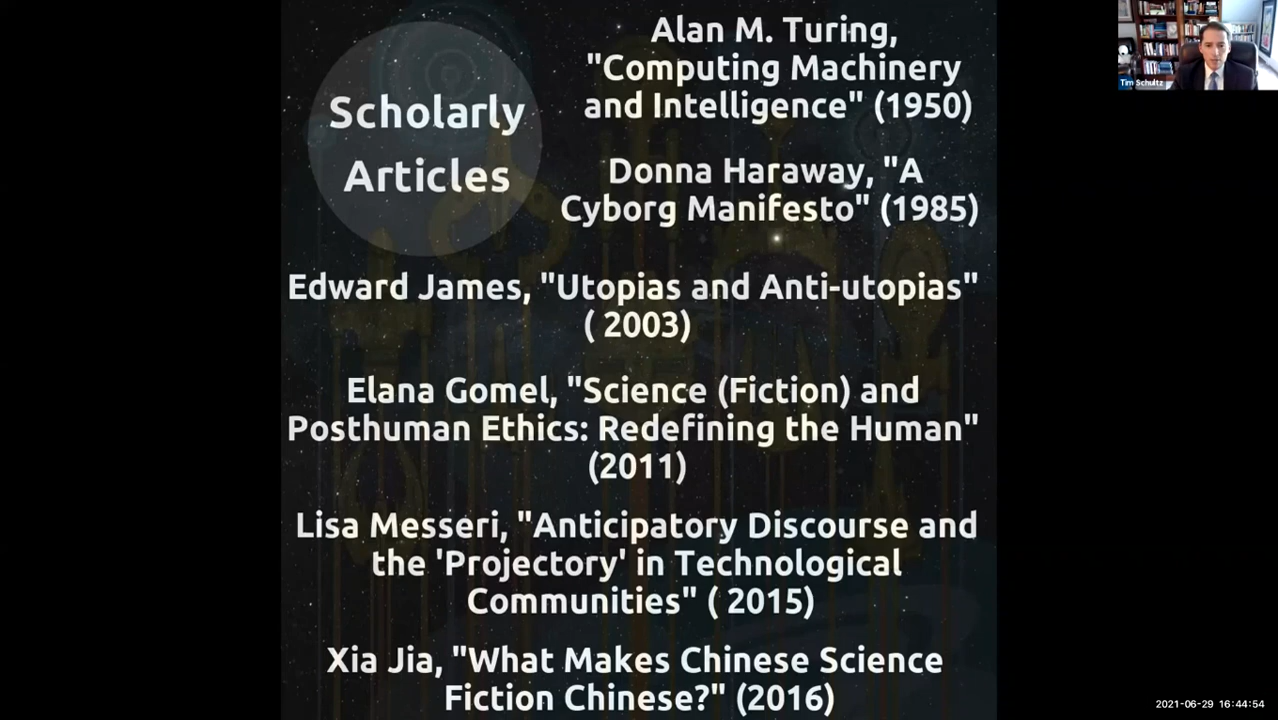 Scholarly
Articles
Alan M. Turing,
"Computing Machinery
and Intelligence" (1950)
Donna Haraway, "A
Cyborg Manifesto" (1985)
Edward James, "Utopias and Anti-utopias"
( 2003)
Elana Gomel, "Science (Fiction) and
Posthuman Ethics: Redefining the Human"
(2011)
Lisa Messeri, "Anticipatory Discourse and
the 'Projectory' in Technological
Communities" ( 2015)
Xia Jia, "What Makes Chinese Science
Fiction Chinese?" (2016)
Tim Schultz
2021-06-29 16:44:54